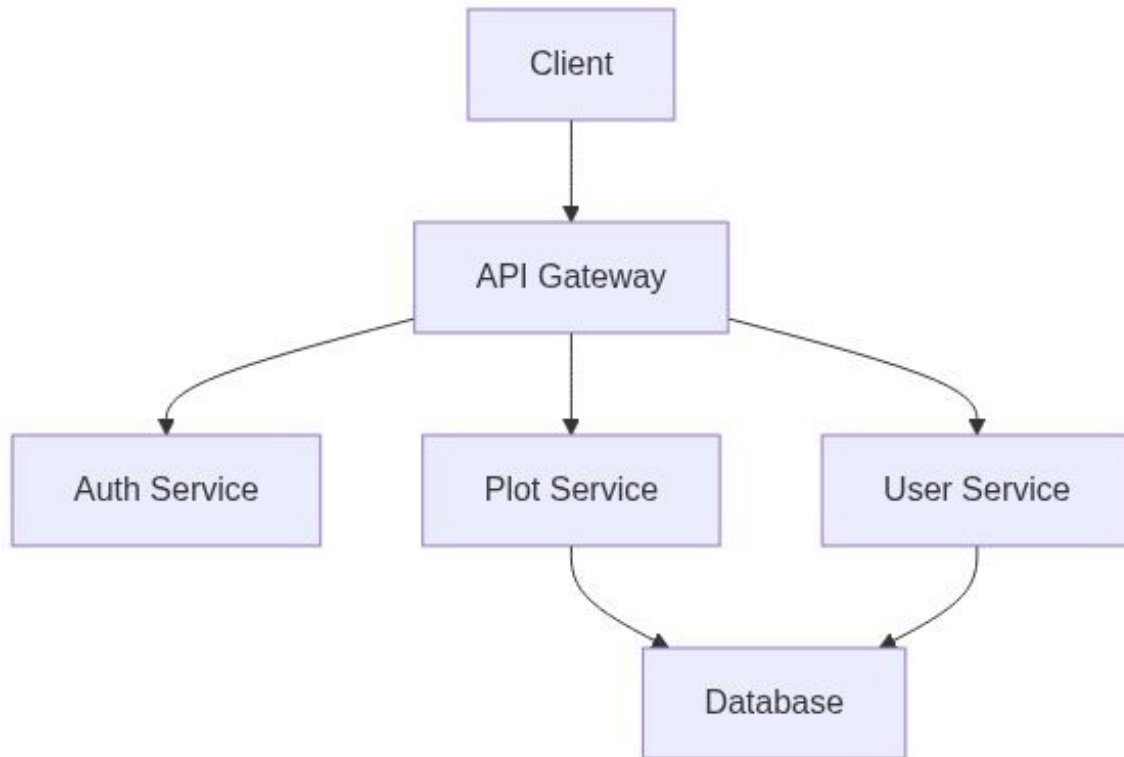 Client
API Gateway
Auth Service
Plot Service
User Service
Database